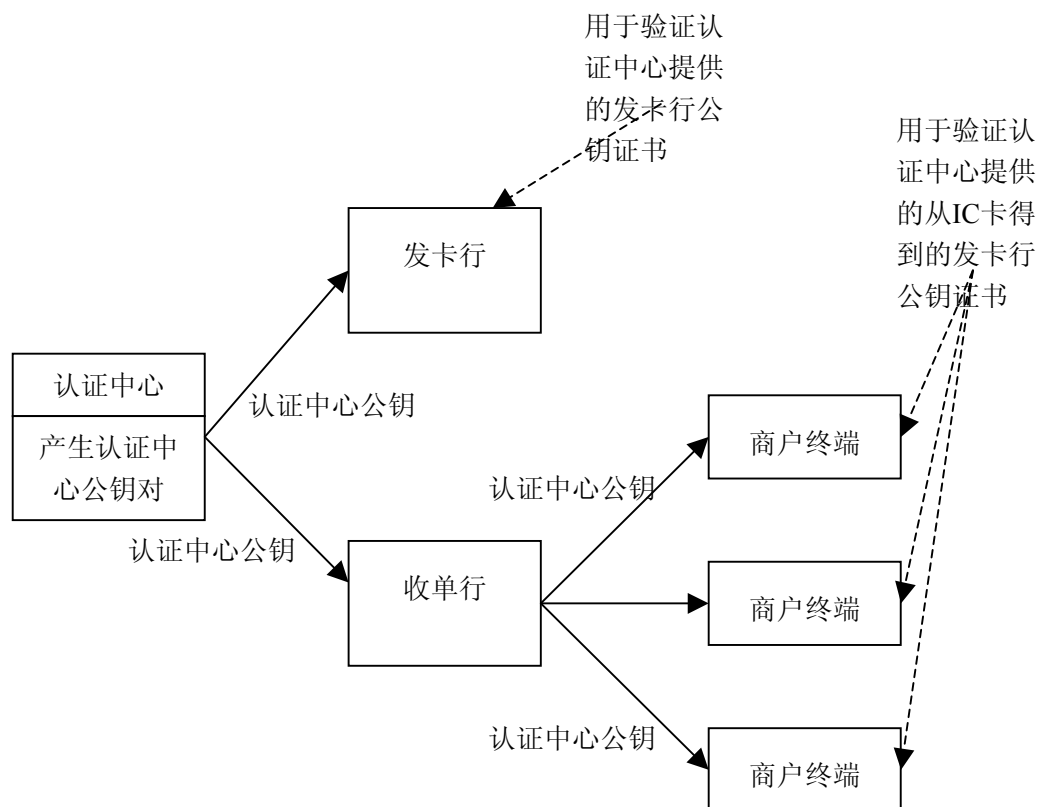 用于验证认
证中心提供
的发卡行公
钥证书
用于验证认
证中心提供
的从IC卡得
到的发卡行
公钥证书
发卡行
认证中心
产生认证中
心公钥对
认证中心公钥
认证中心公钥
收单行
认证中心公钥
商户终端
商户终端
认证中心公钥
商户终端